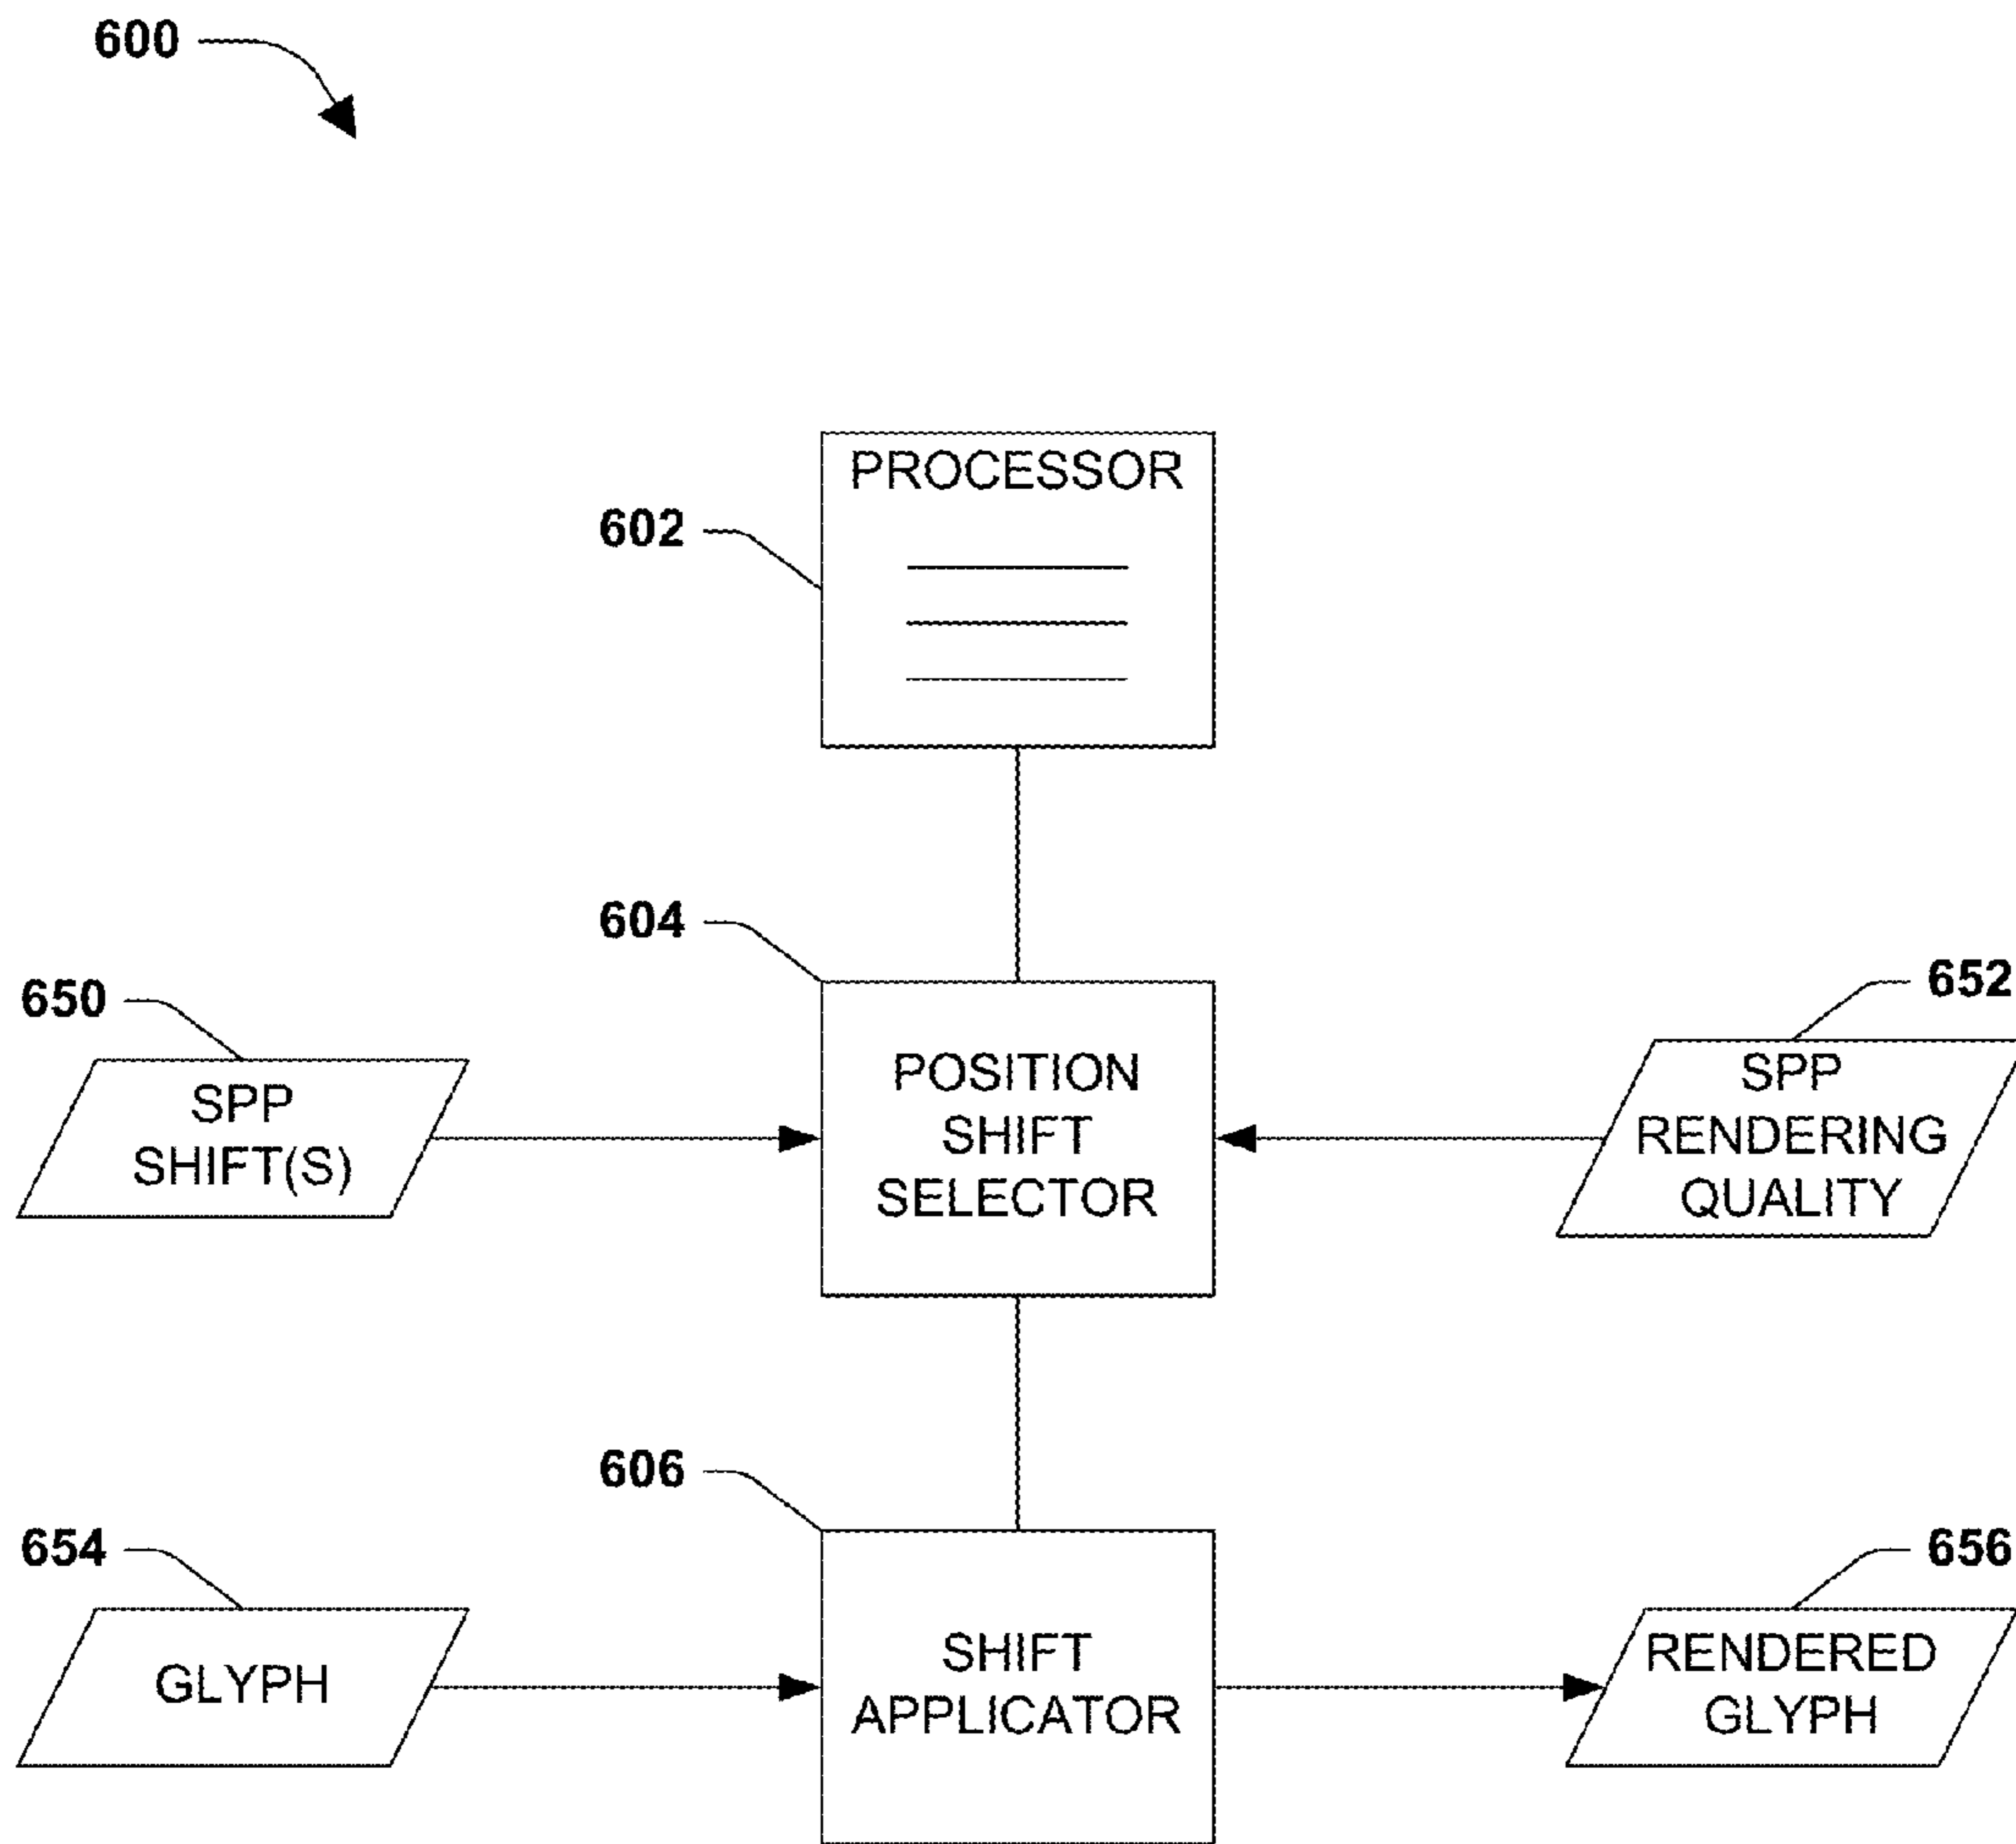 600
PROCESSOR
602
604
650
652
SPP
SHIFT(S)
POSITION
SHIFT
SELECTOR
SPP
RENDERING
QUALITY
606
654
656
GLYPH
SHIFT
APPLICATOR
RENDERED
GLYPH